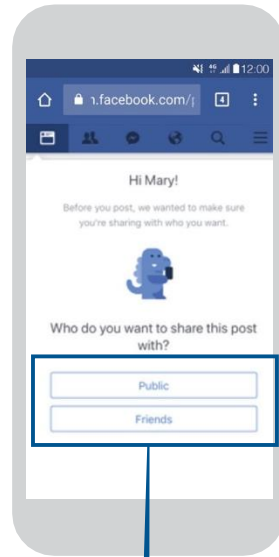 12:00
n.facebook.com/
4
Hi Mary!
Before you post, we wanted to make sure
you're sharing with who you want.
Who do you want to share this post
with?
Public
Friends